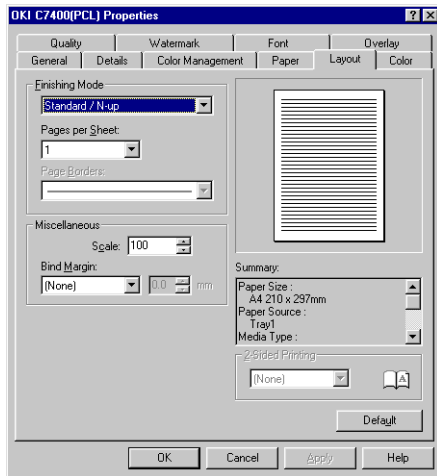 OKI C7400(PCL) Properties
Quality Watermark Font Overlay
General Details Color Management Paper Layout Color
Finishing Mode
Standard / N-up
Pages per Sheet:
1
Page Borders:
Miscellaneous
Scale: 100
Bind Margin:
(None) 0.0 mm
Summary:
Paper Size :
A4 210 x 297mm
Paper Source :
Tray1
Media Type :
2-Sided Printing
(None) A
Default
OK Cancel Apply Help